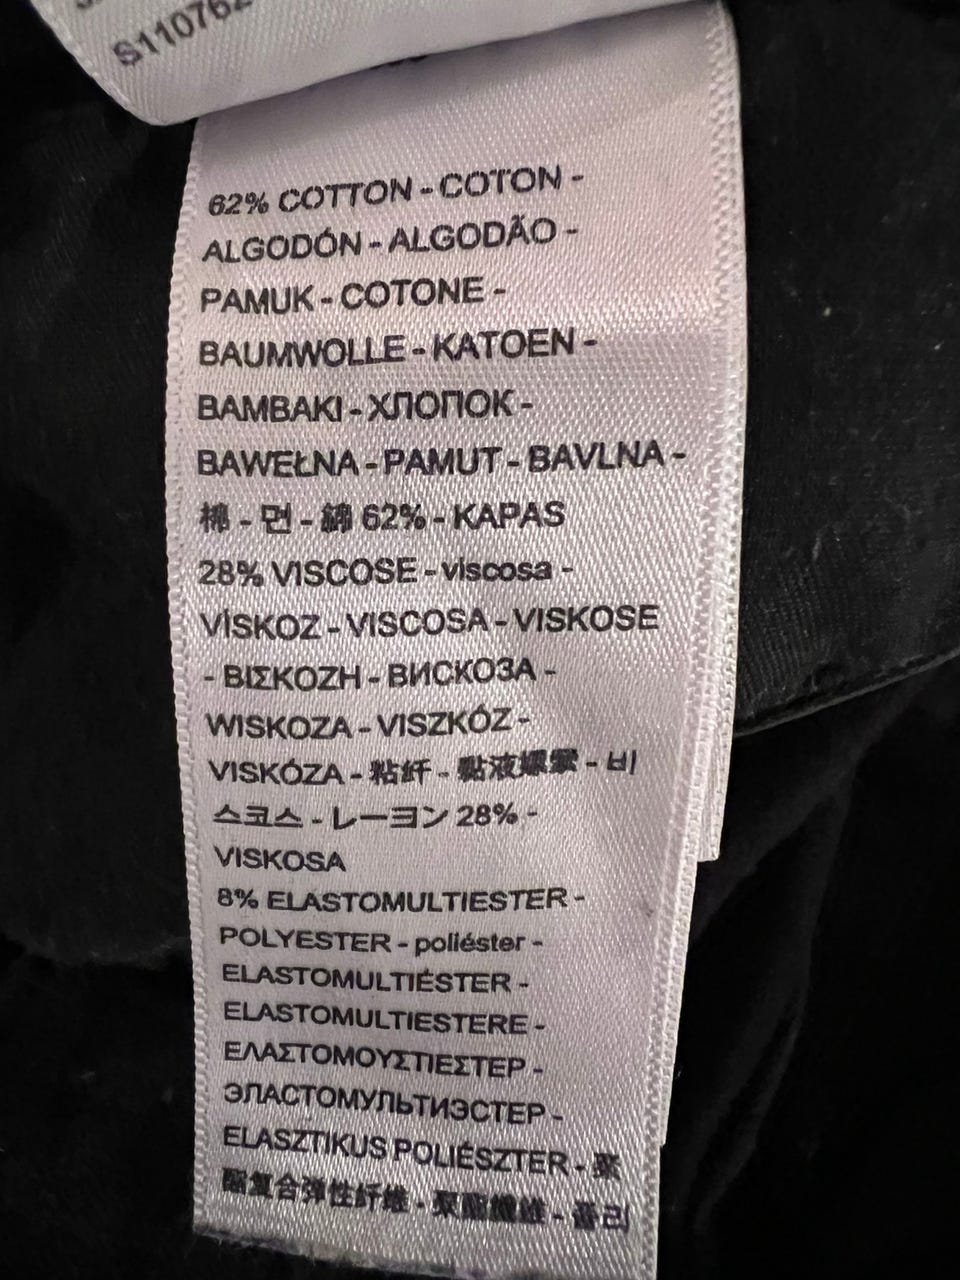 S110762
62% COTTON - COTON -
ALGODÓN - ALGODÃO -
PAMUK - COTONE -
BAUMWOLLE - KATOEN -
BAMBAKI - ХЛОПОК -
BAWEŁNA - PAMUT - BAVLNA -
棉 - 면 - 綿 62% - KAPAS
28% VISCOSE - viscosa -
VİSKOZ - VISCOSA - VISKOSE
- ΒΙΣΚΟΖΗ - ВИСКОЗА -
WISKOZA - VISZKÓZ -
VISKÓZA - 粘纤 - 黏液嫘縈 - 비
스코스 - レーヨン 28% -
VISKOSA
8% ELASTOMULTIESTER -
POLYESTER - poliéster -
ELASTOMULTIÉSTER -
ELASTOMULTIESTERE -
ΕΛΑΣΤΟΜΟΥΣΤΙΕΣΤΕΡ -
ЭЛАСТОМУЛЬТИЭСТЕР -
ELASZTIKUS POLIÉSZTER - 聚
酯复合弹性纤维 - 聚酯纖維 - 폴리